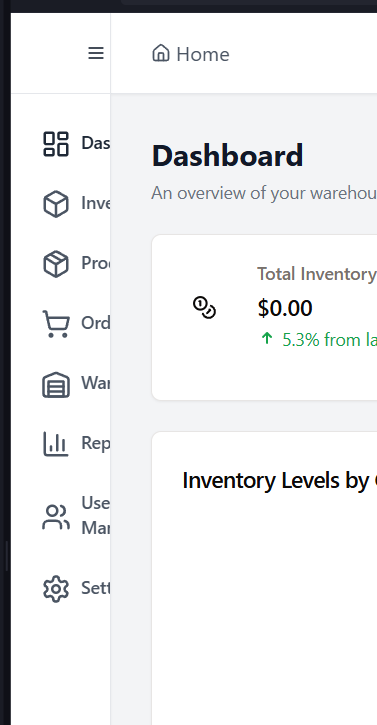 Home
Das
Inve
Pro
Ord
War
Rep
Use
Mar
Sett
Dashboard
An overview of your warehou
Total Inventory
$0.00
5.3% from la
Inventory Levels by